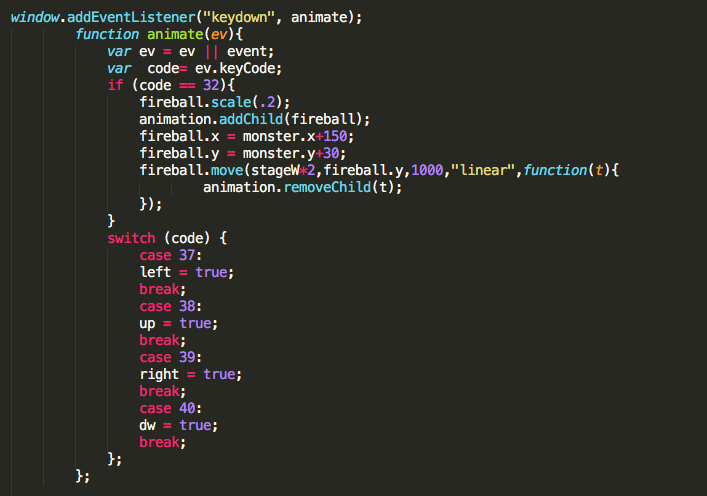 window.addEventListener("keydown", animate);
function animate(ev){
var ev = ev || event;
var  code= ev.keyCode;
if (code == 32){
fireball.scale(.2);
animation.addChild(fireball);
fireball.x = monster.x+150;
fireball.y = monster.y+30;
fireball.move(stageW*2,fireball.y,1000,"linear",function(t){
animation.removeChild(t);
});
}
switch (code) {
case 37:
left = true;
break;
case 38:
up = true;
break;
case 39:
right = true;
break;
case 40:
dw = true;
break;
};
};